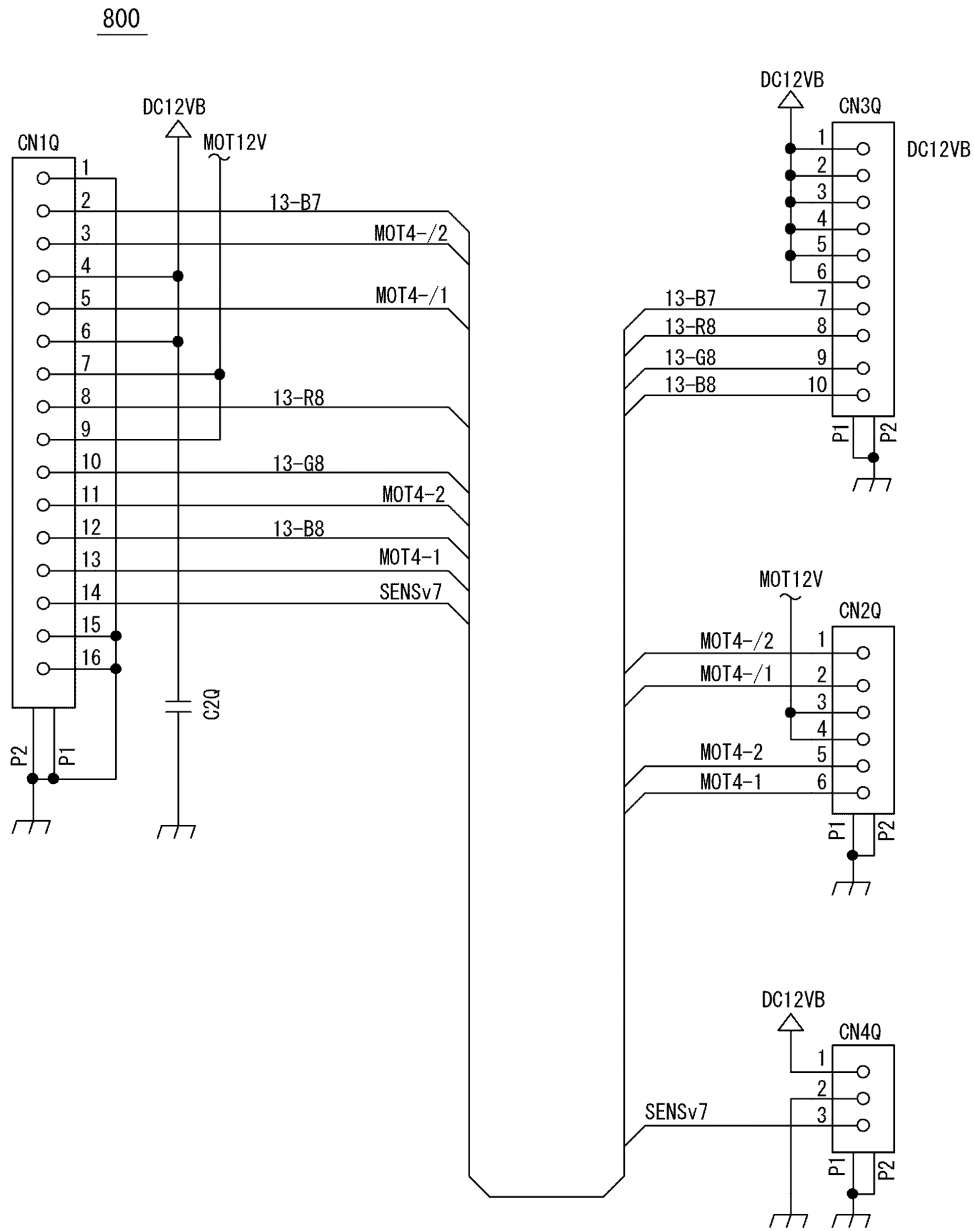 800
DC12VB
MOT12V
CN1Q
1
2
13-B7
3
MOT4-/2
4
5
MOT4-/1
6
7
8
13-R8
9
10
13-G8
11
MOT4-2
12
13-B8
13
MOT4-1
14
SENSv7
15
16
P2
P1
C2Q
DC12VB
CN3Q
DC12VB
1
2
3
4
5
6
13-B7
7
13-R8
8
13-G8
9
13-B8
10
P1
P2
MOT12V
CN2Q
MOT4-/2
1
MOT4-/1
2
3
4
MOT4-2
5
MOT4-1
6
P1
P2
DC12VB
CN4Q
1
2
SENSv7
3
P1
P2